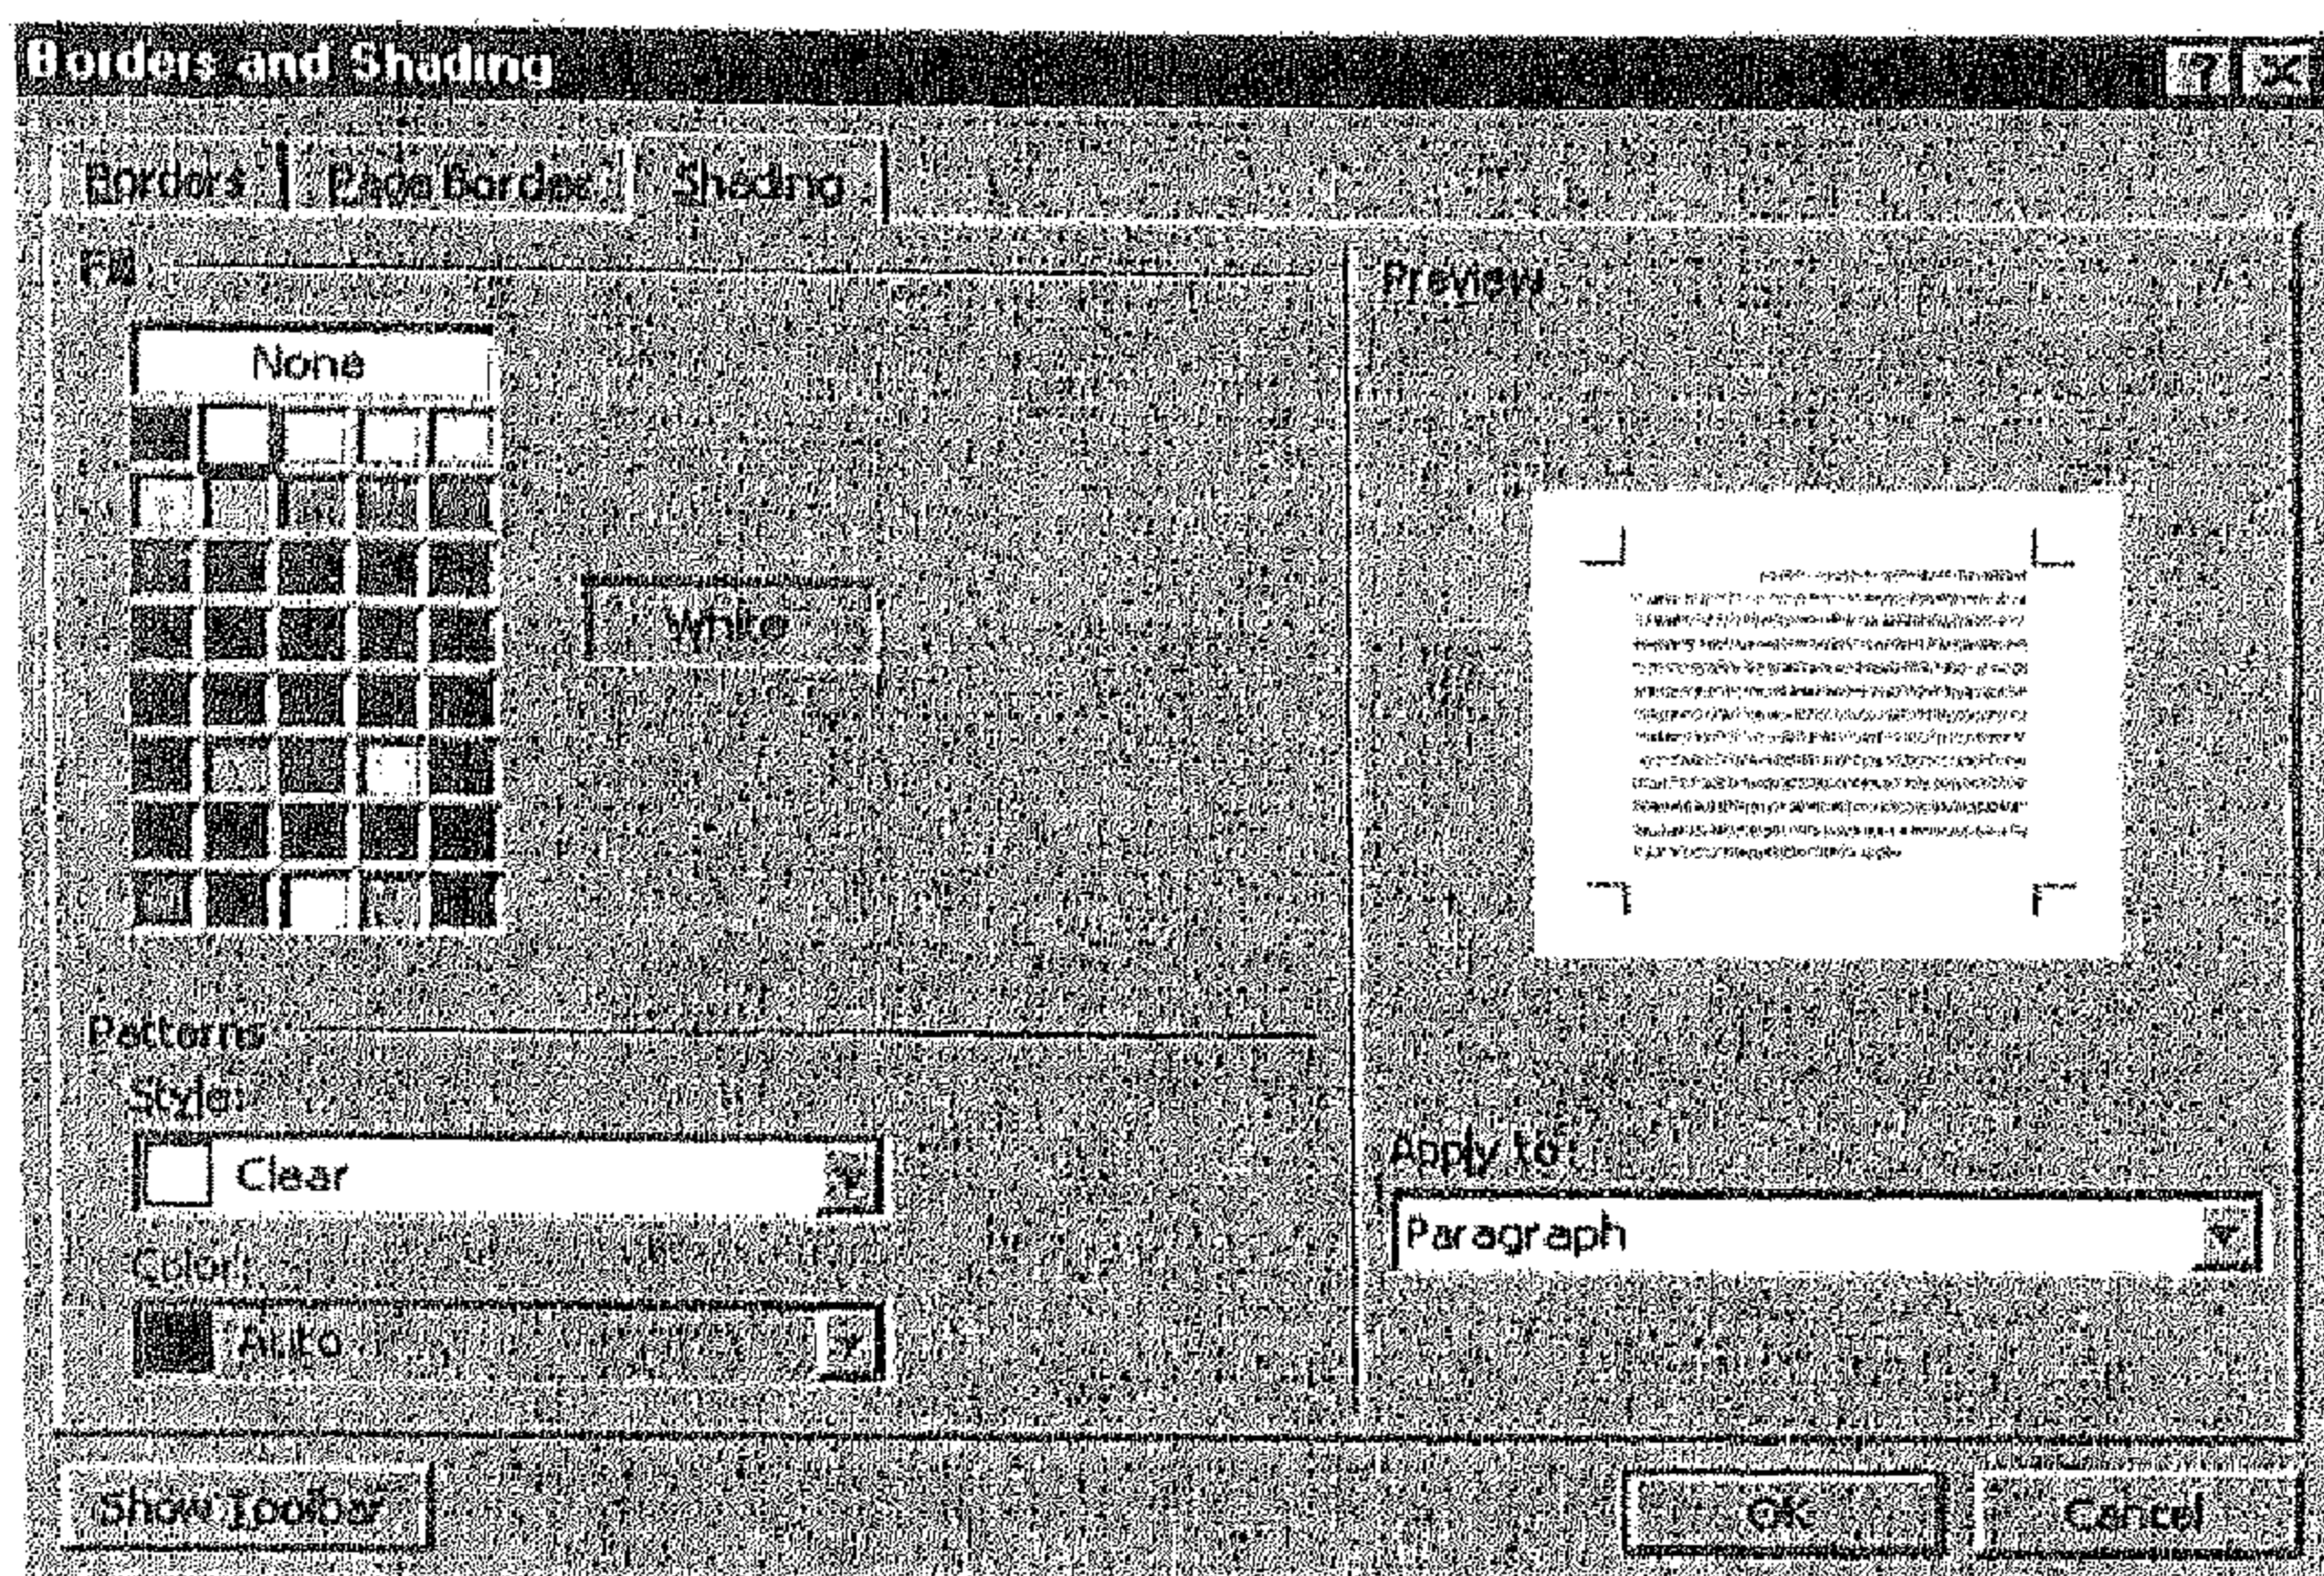 Borders and Shading
Borders
Page Border
Shading
Fill
None
White
Patterns
Style:
Clear
Color:
Auto
Preview
Apply to:
Paragraph
Show Toolbar
OK
Cancel